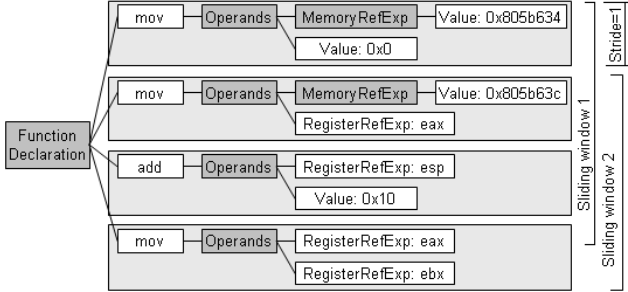 mov
Operands
MemoryRefExp
Value: 0x805b634
Value: 0x0
mov
Operands
MemoryRefExp
Value: 0x805b63c
RegisterRefExp: eax
Function
Declaration
add
Operands
RegisterRefExp: esp
Value: 0x10
mov
Operands
RegisterRefExp: eax
RegisterRefExp: ebx
Sliding window 1
Sliding window 2
Stride=1